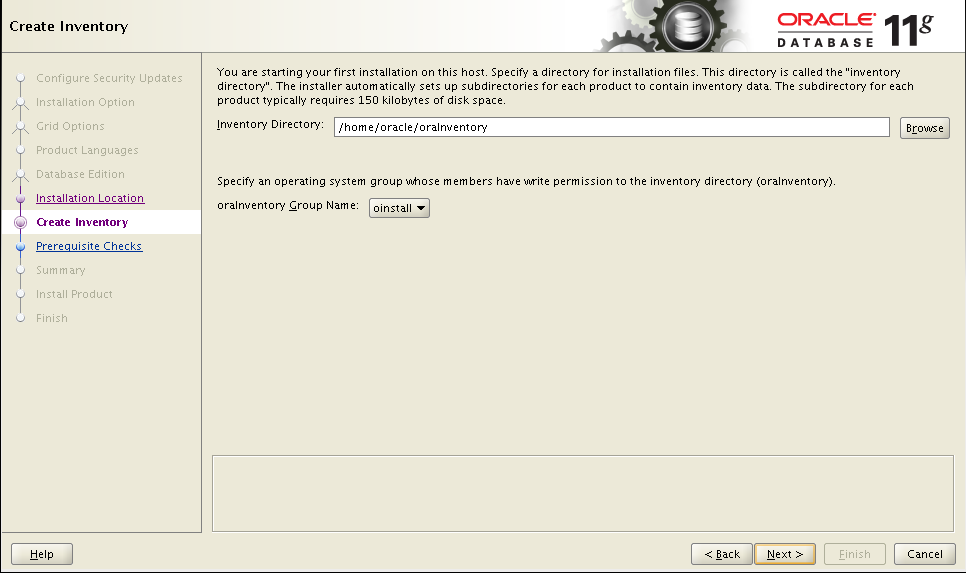 Create Inventory
ORACLE
DATABASE 11g
Configure Security Updates
Installation Option
Grid Options
Product Languages
Database Edition
Installation Location
Create Inventory
Prerequisite Checks
Summary
Install Product
Finish
You are starting your first installation on this host. Specify a directory for installation files. This directory is called the "inventory
directory". The installer automatically sets up subdirectories for each product to contain inventory data. The subdirectory for each
product typically requires 150 kilobytes of disk space.
Inventory Directory: /home/oracle/oraInventory Browse
Specify an operating system group whose members have write permission to the inventory directory (oraInventory).
oraInventory Group Name: oinstall
Help < Back Next > Finish Cancel